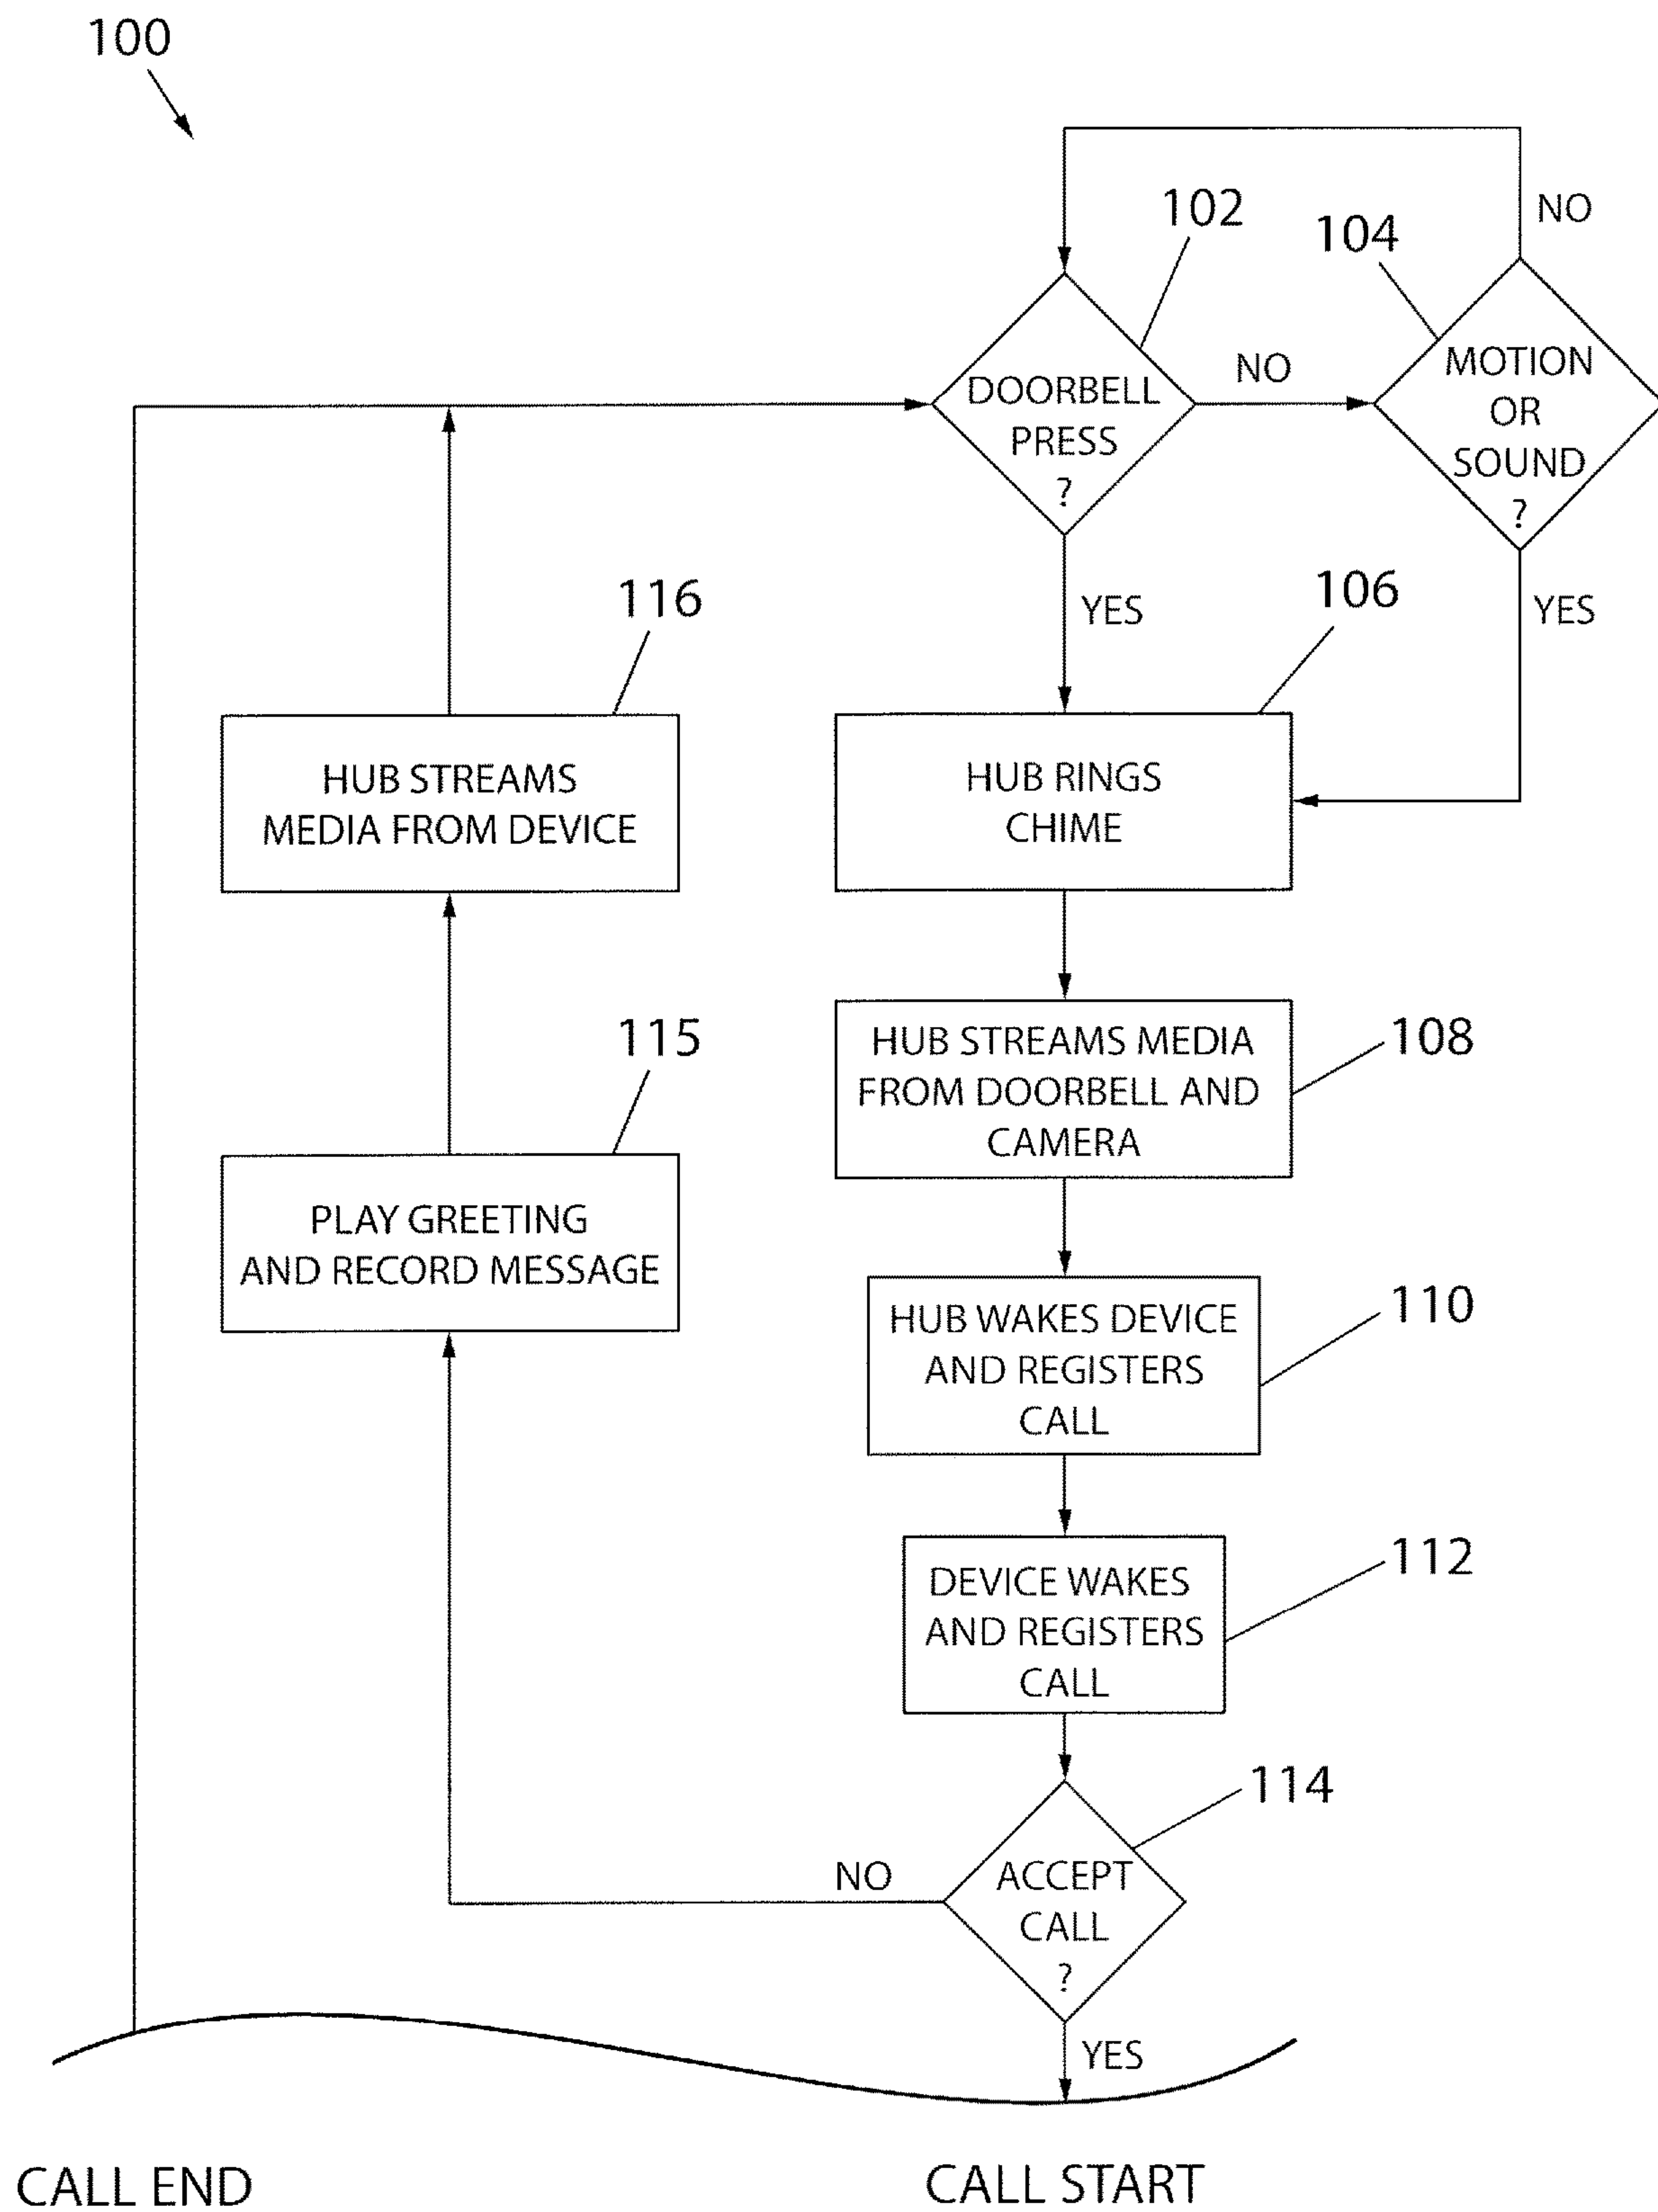 100
102
NO
104
DOORBELL
PRESS
?
NO
MOTION
OR
SOUND
?
YES
YES
116
106
HUB STREAMS
MEDIA FROM DEVICE
HUB RINGS
CHIME
115
HUB STREAMS MEDIA
FROM DOORBELL AND
CAMERA
108
PLAY GREETING
AND RECORD MESSAGE
HUB WAKES DEVICE
AND REGISTERS
CALL
110
DEVICE WAKES
AND REGISTERS
CALL
112
114
NO
ACCEPT
CALL
?
YES
CALL END
CALL START